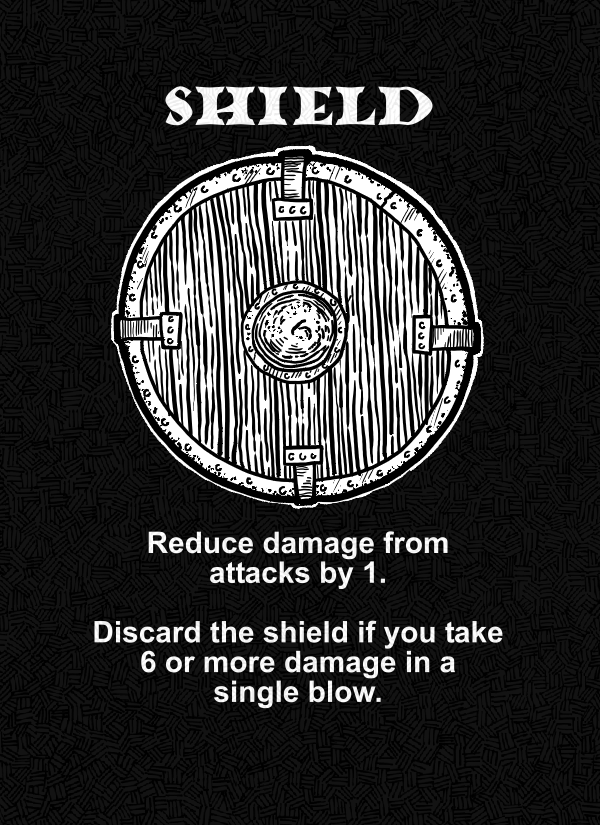 SHIELD
Reduce damage from
attacks by 1.
Discard the shield if you take
6 or more damage in a
single blow.